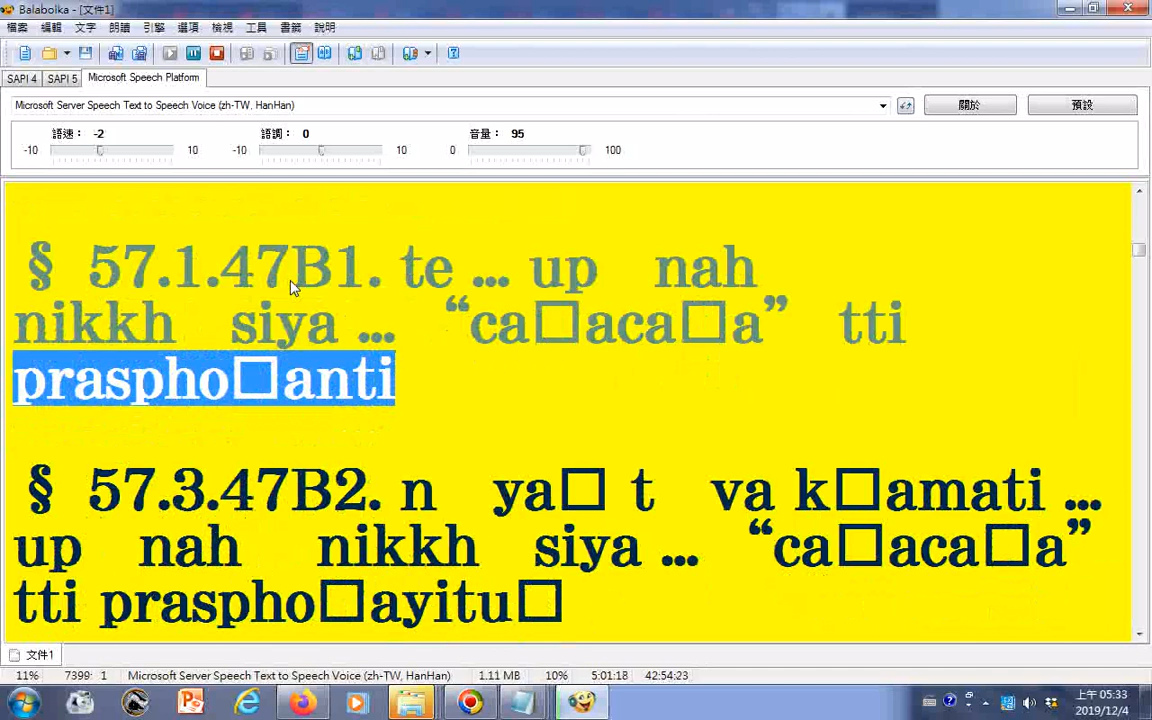 Balabolka - [文件1]
檔案 編輯 文字 朗讀 引擎 選項 檢視 工具 書籤 說明
SAPI 4 SAPI 5 Microsoft Speech Platform
Microsoft Server Speech Text to Speech Voice (zh-TW, HanHan) 關於 預設
語速： -2 語調： 0 音量： 95
-10 10 -10 10 0 100
§ 57.1.47B1. te ... up nah
nikkh siya ... “ca□aca□a” tti
praspho□anti
§ 57.3.47B2. n ya□ t va k□amati ...
up nah nikkh siya ... “ca□aca□a”
tti praspho□ayitu□
文件1
11% 7399: 1 Microsoft Server Speech Text to Speech Voice (zh-TW, HanHan) 1.11 MB 10% 5:01:18 42:54:23
上午 05:33
2019/12/4